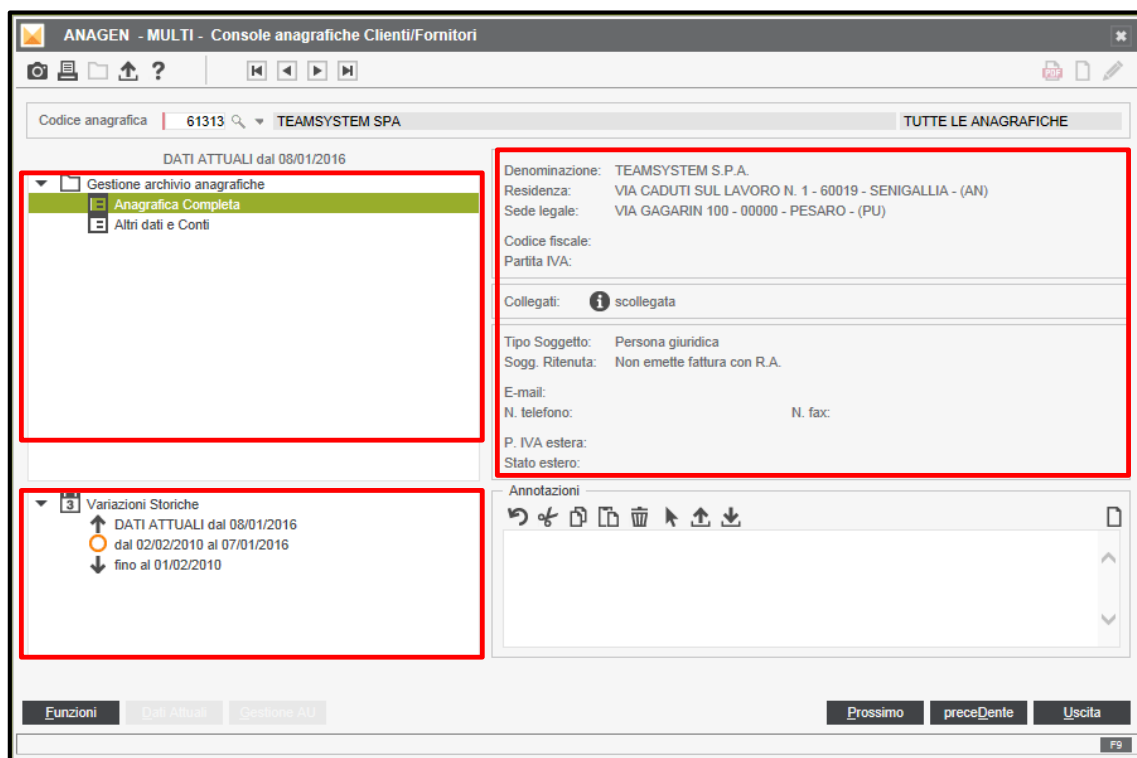 ANAGEN - MULTI - Console anagrafiche Clienti/Fornitori
?
PDF
Codice anagrafica 61313 TEAMSYSTEM SPA TUTTE LE ANAGRAFICHE
DATI ATTUALI dal 08/01/2016
Gestione archivio anagrafiche
Anagrafica Completa
Altri dati e Conti
Denominazione: TEAMSYSTEM S.P.A.
Residenza: VIA CADUTI SUL LAVORO N. 1 - 60019 - SENIGALLIA - (AN)
Sede legale: VIA GAGARIN 100 - 00000 - PESARO - (PU)
Codice fiscale:
Partita IVA:
Collegati: i scollegata
Tipo Soggetto: Persona giuridica
Sogg. Ritenuta: Non emette fattura con R.A.
E-mail:
N. telefono: N. fax:
P. IVA estera:
Stato estero:
3 Variazioni Storiche
DATI ATTUALI dal 08/01/2016
dal 02/02/2010 al 07/01/2016
fino al 01/02/2010
Annotazioni
Funzioni Dati Attuali Gestione AU Prossimo preceDente Uscita
F9